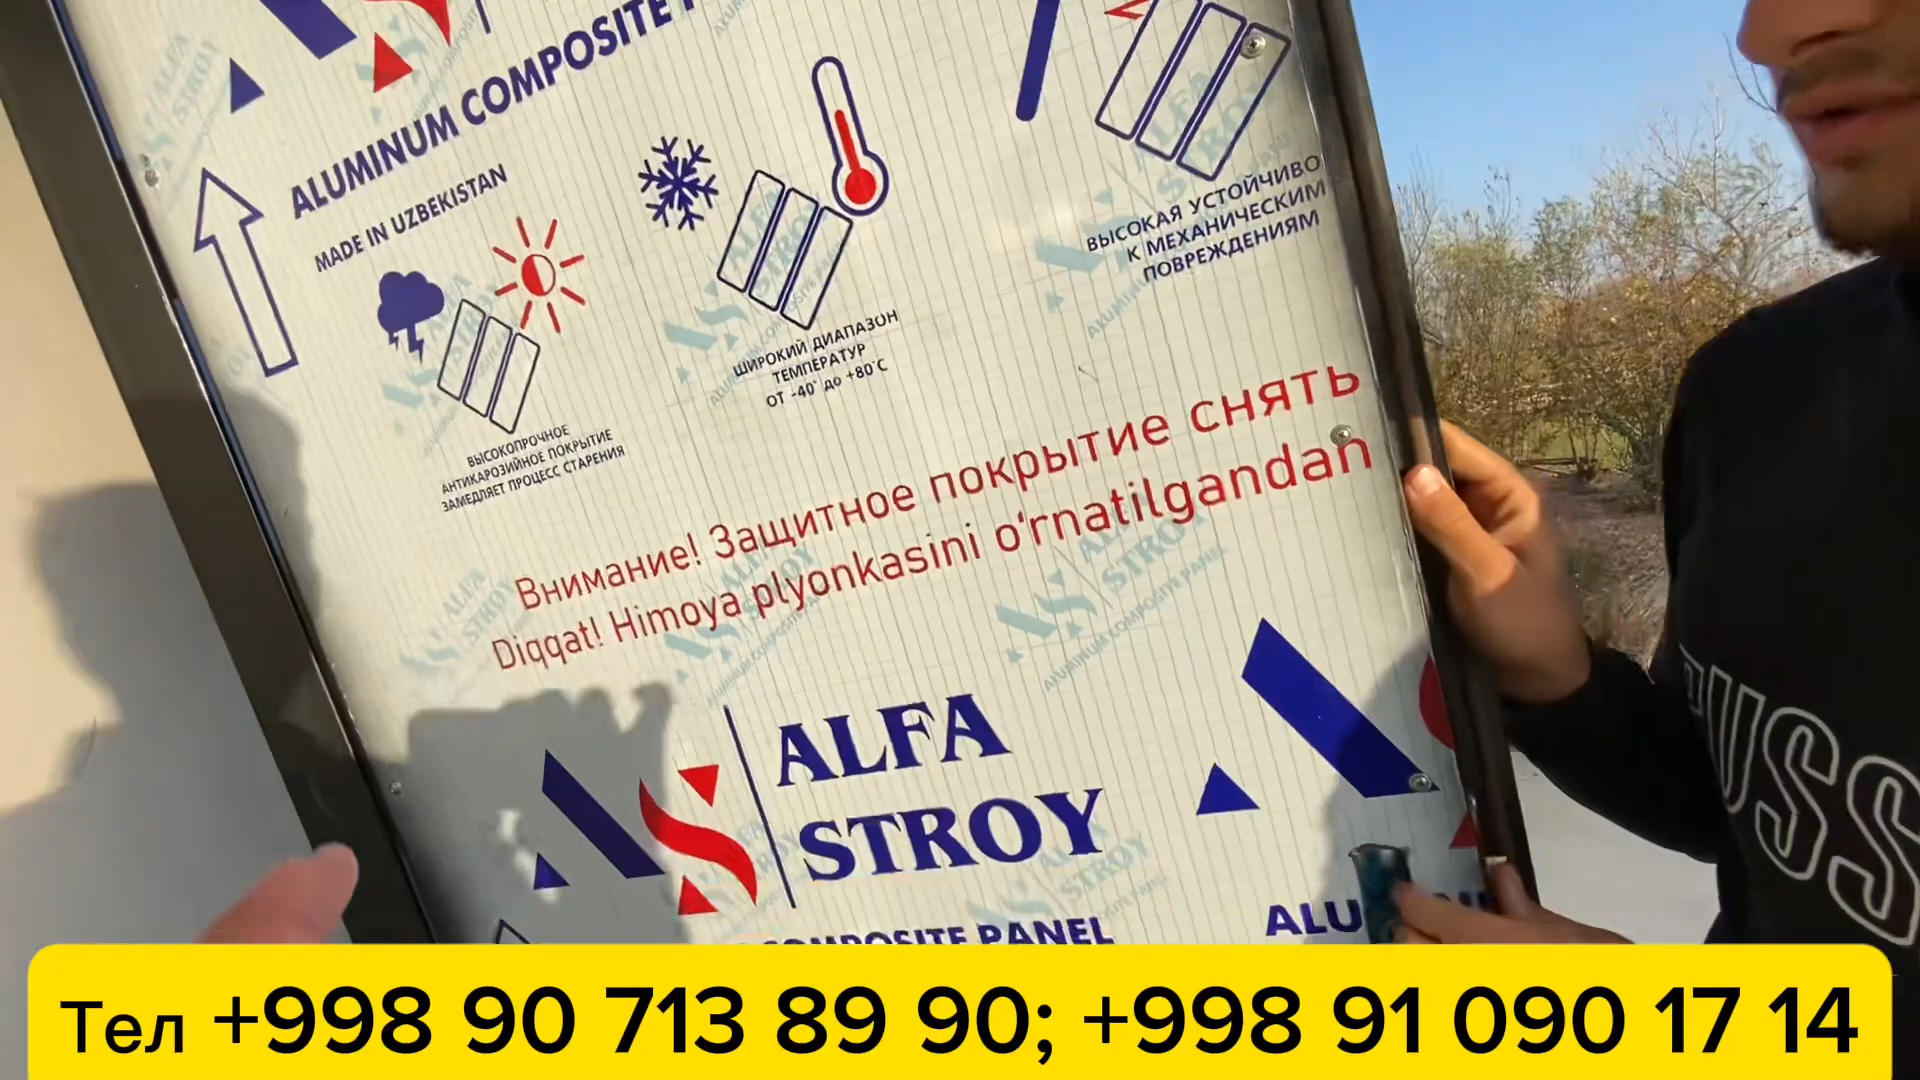 ALUMINUM COMPOSITE
MADE IN UZBEKISTAN
ВЫСОКОПРОЧНОЕ
АНТИКАРОЗИЙНОЕ ПОКРЫТИЕ
ЗАМЕДЛЯЕТ ПРОЦЕСС СТАРЕНИЯ
ШИРОКИЙ ДИАПАЗОН
ТЕМПЕРАТУР
ОТ -40° до +80°C
ВЫСОКАЯ УСТОЙЧИВО
К МЕХАНИЧЕСКИМ
ПОВРЕЖДЕНИЯМ
Внимание! Защитное покрытие снять
Diqqat! Himoya plyonkasini o‘rnatilgandan
AS ALFA
STROY
COMPOSITE PANEL
ALU
USS
Тел +998 90 713 89 90; +998 91 090 17 14